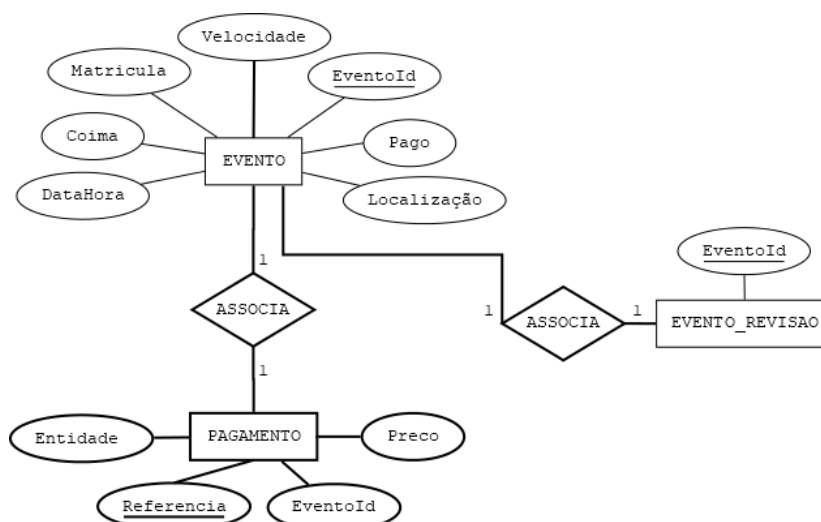 Velocidade
Matricula
EventoId
Coima
EVENTO
Pago
DataHora
Localização
EventoId
1
ASSOCIA
1
ASSOCIA
1
EVENTO_REVISAO
1
Entidade
PAGAMENTO
Preco
Referencia
EventoId